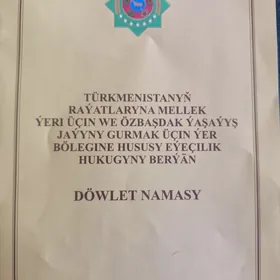 TÜRKMENISTANYŇ
RAÝATLARYNA MELLEK
ÝERI ÜÇIN WE ÖZBAŞDAK ÝAŞAÝYŞ
JAÝYNY GURMAK ÜÇIN ÝER
BÖLEGINE HUSUSY EÝEÇILIK
HUKUGYNY BERÝÄN
DÖWLET NAMASY